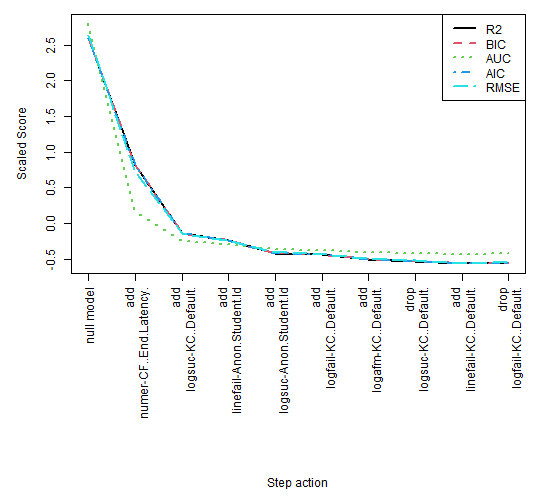 R2
BIC
AUC
AIC
RMSE
Scaled Score
2.5
2.0
1.5
1.0
0.5
0.0
-0.5
null model
add
numer-CF..End.Latency.
add
logsuc-KC..Default.
add
linefail-Anon.Student.Id
add
logsuc-Anon.Student.Id
add
logfail-KC..Default.
add
logafm-KC..Default.
drop
logsuc-KC..Default.
add
linefail-KC..Default.
drop
logfail-KC..Default.
Step action